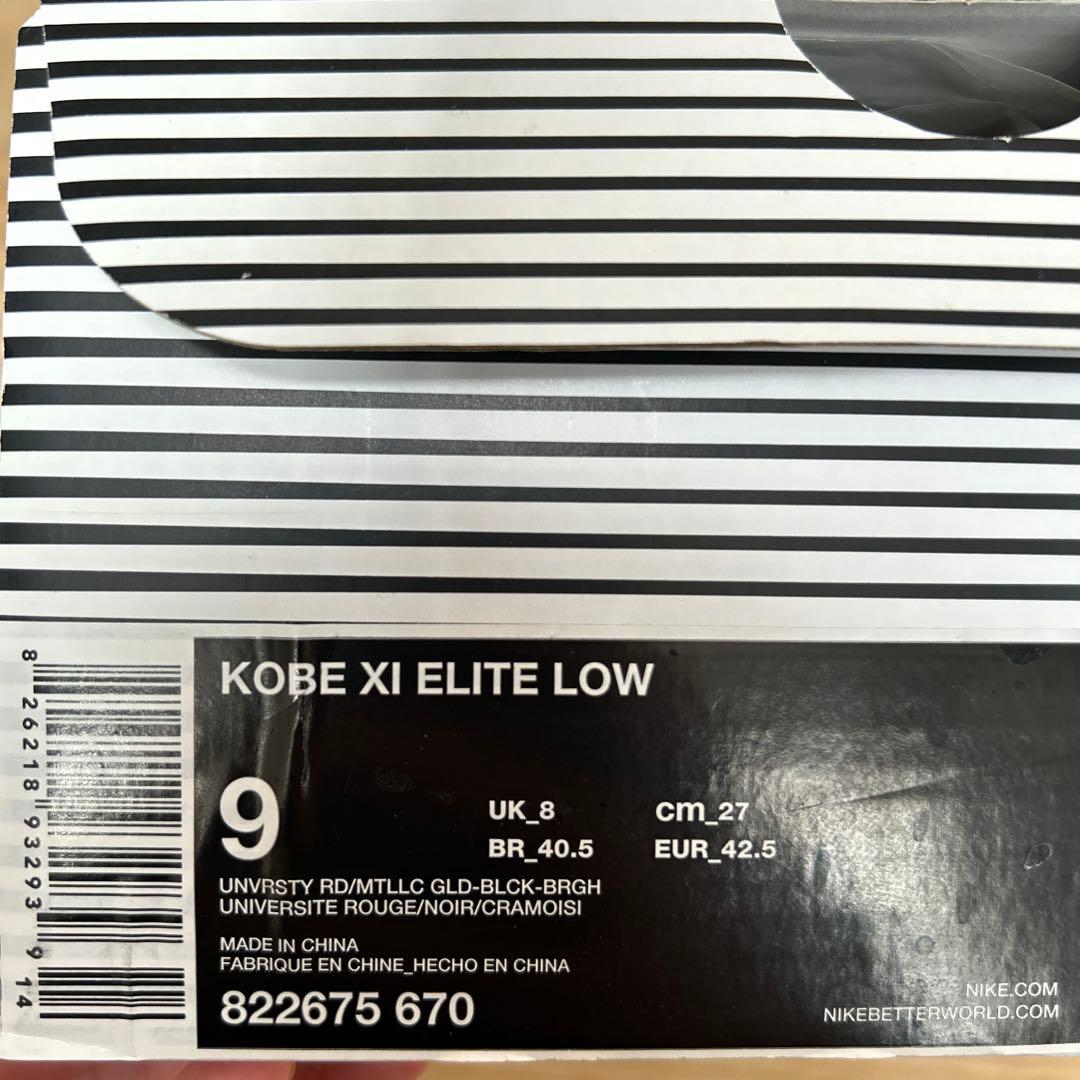 KOBE XI ELITE LOW
9
UK_8 cm_27
BR_40.5 EUR_42.5
UNVRSTY RD/MTLLC GLD-BLCK-BRGH
UNIVERSITE ROUGE/NOIR/CRAMOISI
MADE IN CHINA
FABRIQUE EN CHINE_HECHO EN CHINA
822675 670
NIKE.COM
NIKEBETTERWORLD.COM
8 26218 93293 9 14